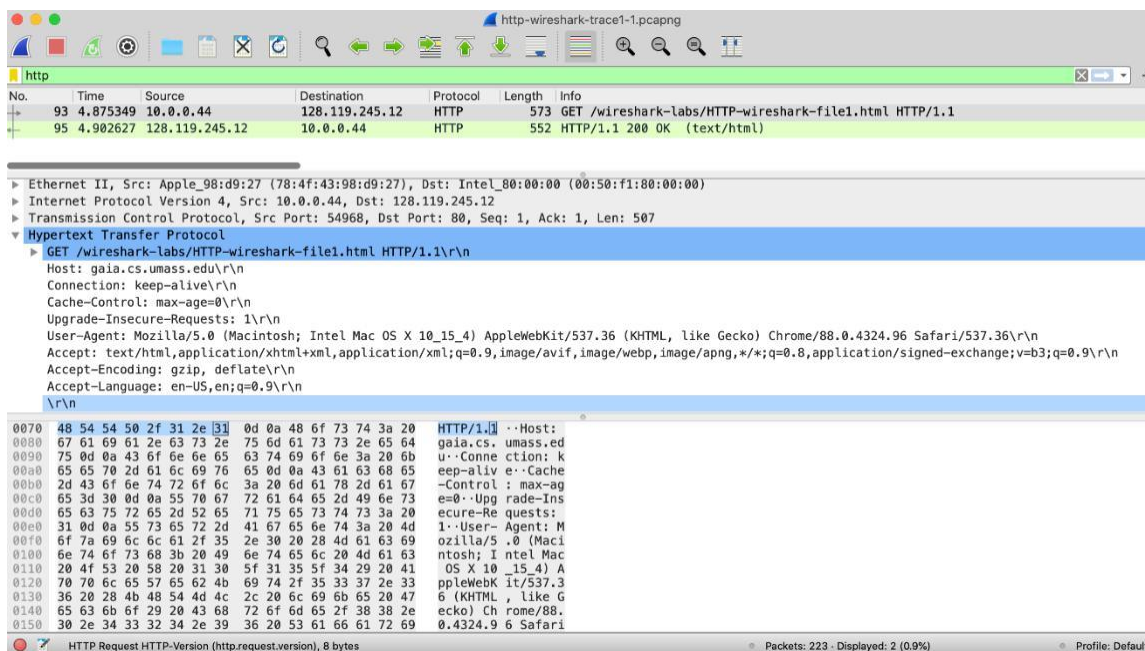 http-wireshark-trace1-1.pcapng
http
No. Time Source Destination Protocol Length Info
93 4.875349 10.0.0.44 128.119.245.12 HTTP 573 GET /wireshark-labs/HTTP-wireshark-file1.html HTTP/1.1
95 4.902627 128.119.245.12 10.0.0.44 HTTP 552 HTTP/1.1 200 OK (text/html)
Ethernet II, Src: Apple_98:d9:27 (78:4f:43:98:d9:27), Dst: Intel_80:00:00 (00:50:f1:80:00:00)
Internet Protocol Version 4, Src: 10.0.0.44, Dst: 128.119.245.12
Transmission Control Protocol, Src Port: 54968, Dst Port: 80, Seq: 1, Ack: 1, Len: 507
Hypertext Transfer Protocol
GET /wireshark-labs/HTTP-wireshark-file1.html HTTP/1.1\r\n
Host: gaia.cs.umass.edu\r\n
Connection: keep-alive\r\n
Cache-Control: max-age=0\r\n
Upgrade-Insecure-Requests: 1\r\n
User-Agent: Mozilla/5.0 (Macintosh; Intel Mac OS X 10_15_4) AppleWebKit/537.36 (KHTML, like Gecko) Chrome/88.0.4324.96 Safari/537.36\r\n
Accept: text/html,application/xhtml+xml,application/xml;q=0.9,image/avif,image/webp,image/apng,*/*;q=0.8,application/signed-exchange;v=b3;q=0.9\r\n
Accept-Encoding: gzip, deflate\r\n
Accept-Language: en-US,en;q=0.9\r\n
\r\n
0070 48 54 54 50 2f 31 2e 31 0d 0a 48 6f 73 74 3a 20 HTTP/1.1 ··Host:
0080 67 61 69 61 2e 63 73 2e 75 6d 61 73 73 2e 65 64 gaia.cs. umass.ed
0090 75 0d 0a 43 6f 6e 6e 65 63 74 69 6f 6e 3a 20 6b u··Conne ction: k
00a0 65 65 70 2d 61 6c 69 76 65 0d 0a 43 61 63 68 65 eep-aliv e··Cache
00b0 2d 43 6f 6e 74 72 6f 6c 3a 20 6d 61 78 2d 61 67 -Control : max-ag
00c0 65 3d 30 0d 0a 55 70 67 72 61 64 65 2d 49 6e 73 e=0··Upg rade-Ins
00d0 65 63 75 72 65 2d 52 65 71 75 65 73 74 73 3a 20 ecure-Re quests:
00e0 31 0d 0a 55 73 65 72 2d 41 67 65 6e 74 3a 20 4d 1··User- Agent: M
00f0 6f 7a 69 6c 6c 61 2f 35 2e 30 20 28 4d 61 63 69 ozilla/5 .0 (Maci
0100 6e 74 6f 73 68 3b 20 49 6e 74 65 6c 20 4d 61 63 ntosh; I ntel Mac
0110 20 4f 53 20 58 20 31 30 5f 31 35 5f 34 29 20 41 OS X 10 _15_4) A
0120 70 70 6c 65 57 65 62 4b 69 74 2f 35 33 37 2e 33 ppleWebK it/537.3
0130 36 20 28 4b 48 54 4d 4c 2c 20 6c 69 6b 65 20 47 6 (KHTML , like G
0140 65 63 6b 6f 29 20 43 68 72 6f 6d 65 2f 38 38 2e ecko) Ch rome/88.
0150 30 2e 34 33 32 34 2e 39 36 20 53 61 66 61 72 69 0.4324.9 6 Safari
HTTP Request HTTP-Version (http.request.version), 8 bytes Packets: 223 · Displayed: 2 (0.9%) Profile: Defau